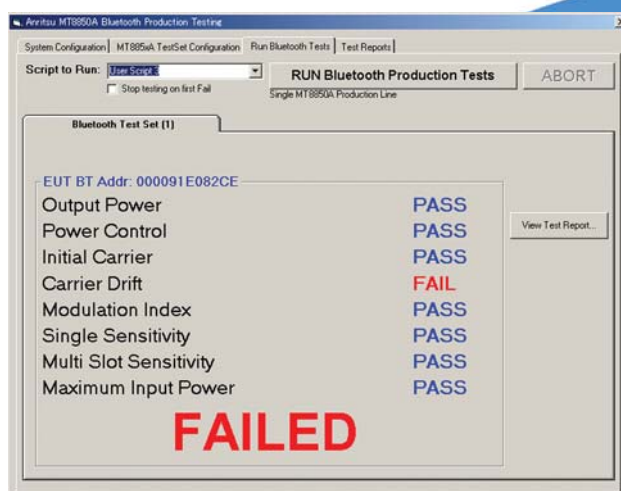 Anritsu MT8850A Bluetooth Production Testing
System Configuration MT885xA TestSet Configuration Run Bluetooth Tests Test Reports
Script to Run: User Script 3 RUN Bluetooth Production Tests ABORT
Stop testing on first Fail Single MT8850A Production Line
Bluetooth Test Set (1)
EUT BT Addr: 000091E082CE
Output Power PASS
Power Control PASS
View Test Report...
Initial Carrier PASS
Carrier Drift FAIL
Modulation Index PASS
Single Sensitivity PASS
Multi Slot Sensitivity PASS
Maximum Input Power PASS
FAILED